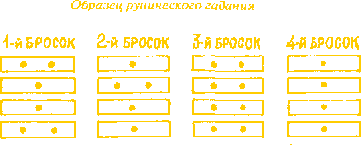 Образец рунического гадания
1-й БРОСОК 2-й БРОСОК 3-й БРОСОК 4-й БРОСОК